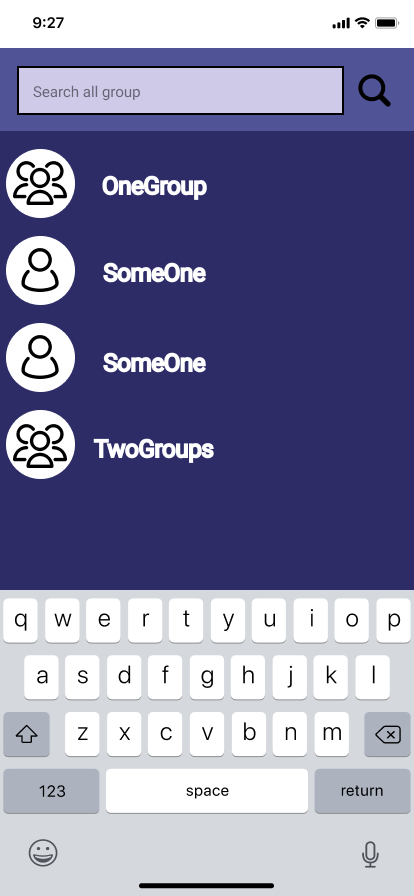 9:27
Search all group
OneGroup
SomeOne
SomeOne
TwoGroups
q w e r t y u i o p
a s d f g h j k l
z x c v b n m
123 space return